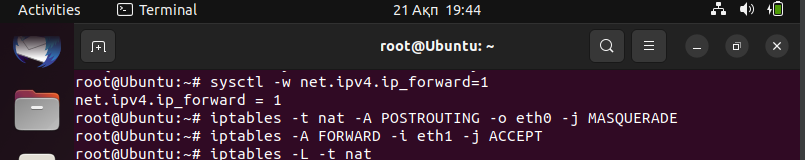 Activities Terminal 21 Ақп 19:44
root@Ubuntu: ~
root@Ubuntu:~# sysctl -w net.ipv4.ip_forward=1
net.ipv4.ip_forward = 1
root@Ubuntu:~# iptables -t nat -A POSTROUTING -o eth0 -j MASQUERADE
root@Ubuntu:~# iptables -A FORWARD -i eth1 -j ACCEPT
root@Ubuntu:~# iptables -L -t nat